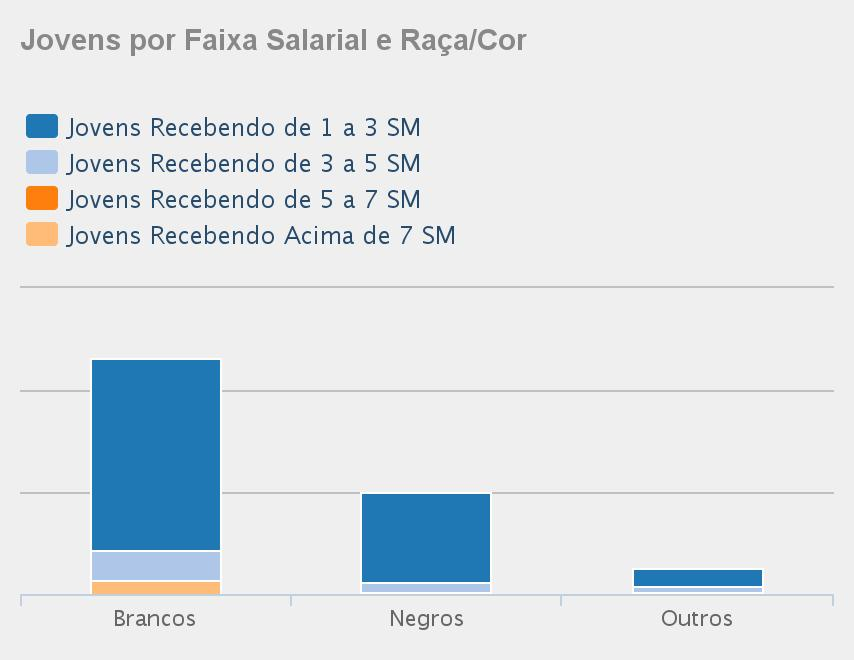 Jovens por Faixa Salarial e Raça/Cor
Jovens Recebendo de 1 a 3 SM
Jovens Recebendo de 3 a 5 SM
Jovens Recebendo de 5 a 7 SM
Jovens Recebendo Acima de 7 SM
Brancos
Negros
Outros